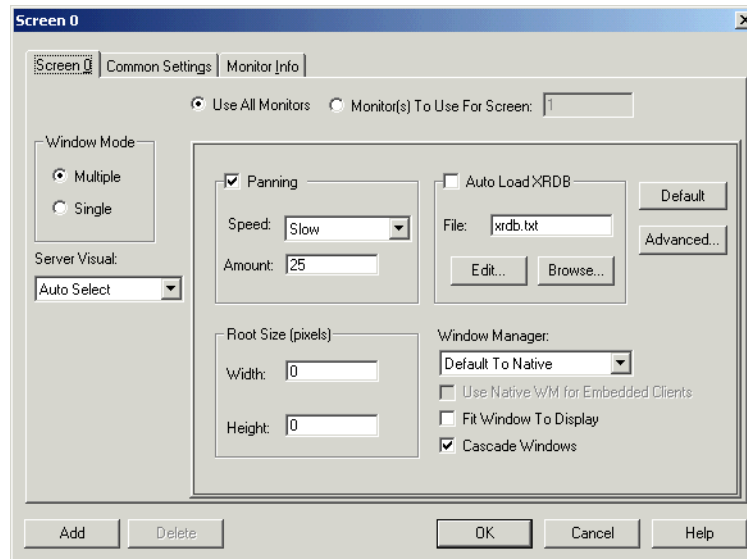 Screen 0
Screen 0 Common Settings Monitor Info
Use All Monitors Monitor(s) To Use For Screen: 1
Window Mode
Multiple
Single
Server Visual:
Auto Select
Panning
Speed: Slow
Amount: 25
Auto Load XRDB
File: xrdb.txt
Edit... Browse...
Default
Advanced...
Root Size (pixels)
Width: 0
Height: 0
Window Manager:
Default To Native
Use Native WM for Embedded Clients
Fit Window To Display
Cascade Windows
Add Delete OK Cancel Help